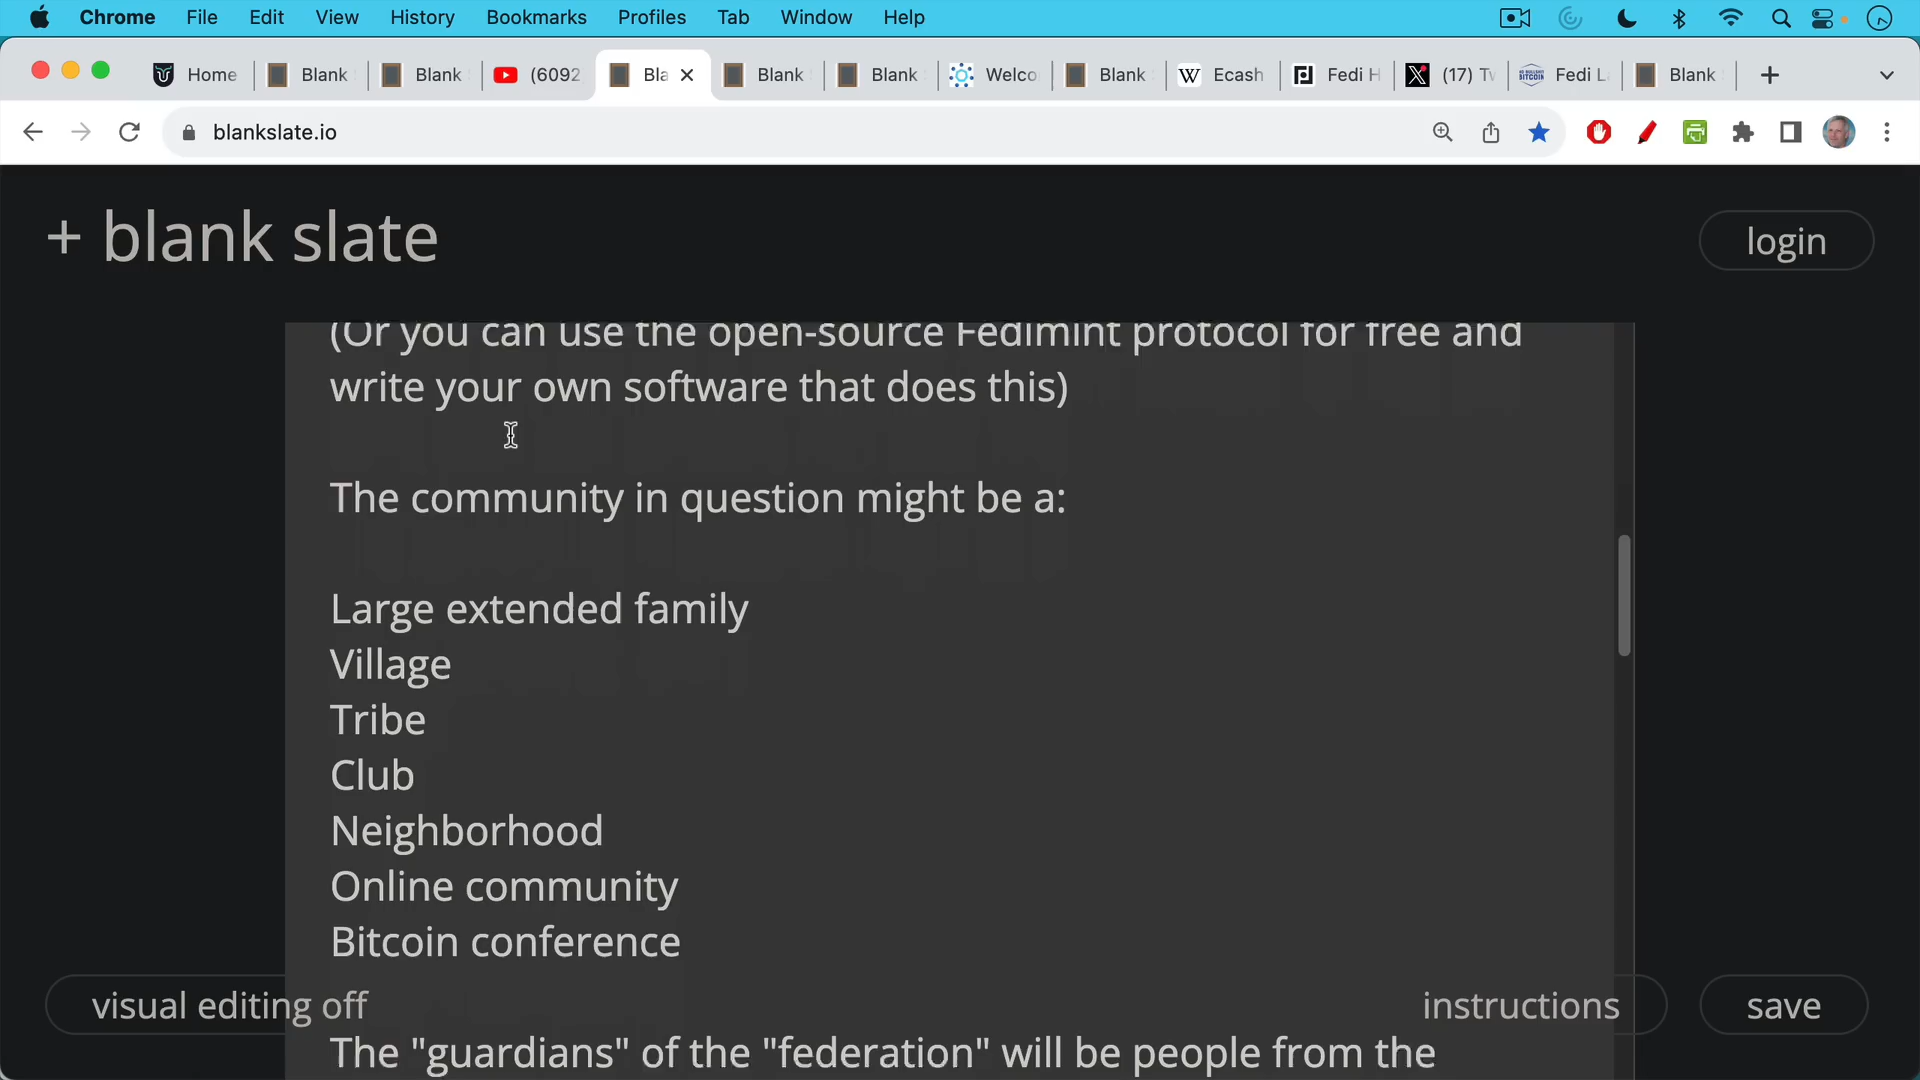 Chrome File Edit View History Bookmarks Profiles Tab Window Help
Home Blank Blank (6092 Bla Blank Blank Welco Blank Ecash Fedi H (17) Tw Fedi L Blank
blankslate.io
+ blank slate
login
(Or you can use the open-source Fedimint protocol for free and
write your own software that does this)
The community in question might be a:
Large extended family
Village
Tribe
Club
Neighborhood
Online community
Bitcoin conference
visual editing off
instructions
save
The "guardians" of the "federation" will be people from the